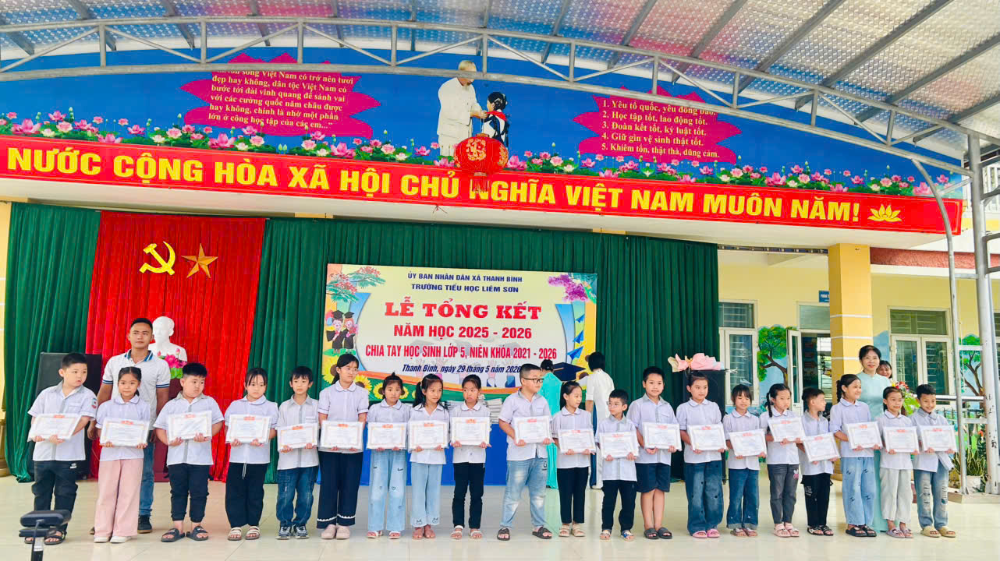 sông Việt Nam có trở nên tươi
đẹp hay không, dân tộc Việt Nam có
bước tới đài vinh quang để sánh vai
với các cường quốc năm châu được
hay không, chính là nhờ một phần
lớn ở công học tập của các em..."
1. Yêu tổ quốc, yêu đồng bào.
2. Học tập tốt, lao động tốt.
3. Đoàn kết tốt, kỷ luật tốt.
4. Giữ gìn vệ sinh thật tốt.
5. Khiêm tốn, thật thà, dũng cảm.
NƯỚC CỘNG HÒA XÃ HỘI CHỦ NGHĨA VIỆT NAM MUÔN NĂM!
ỦY BAN NHÂN DÂN XÃ THANH BÌNH
TRƯỜNG TIỂU HỌC LIÊM SƠN
LỄ TỔNG KẾT
NĂM HỌC 2025 - 2026
CHIA TAY HỌC SINH LỚP 5, NIÊN KHOÁ 2021 - 2026
Thanh Bình, ngày 29 tháng 5 năm 2026